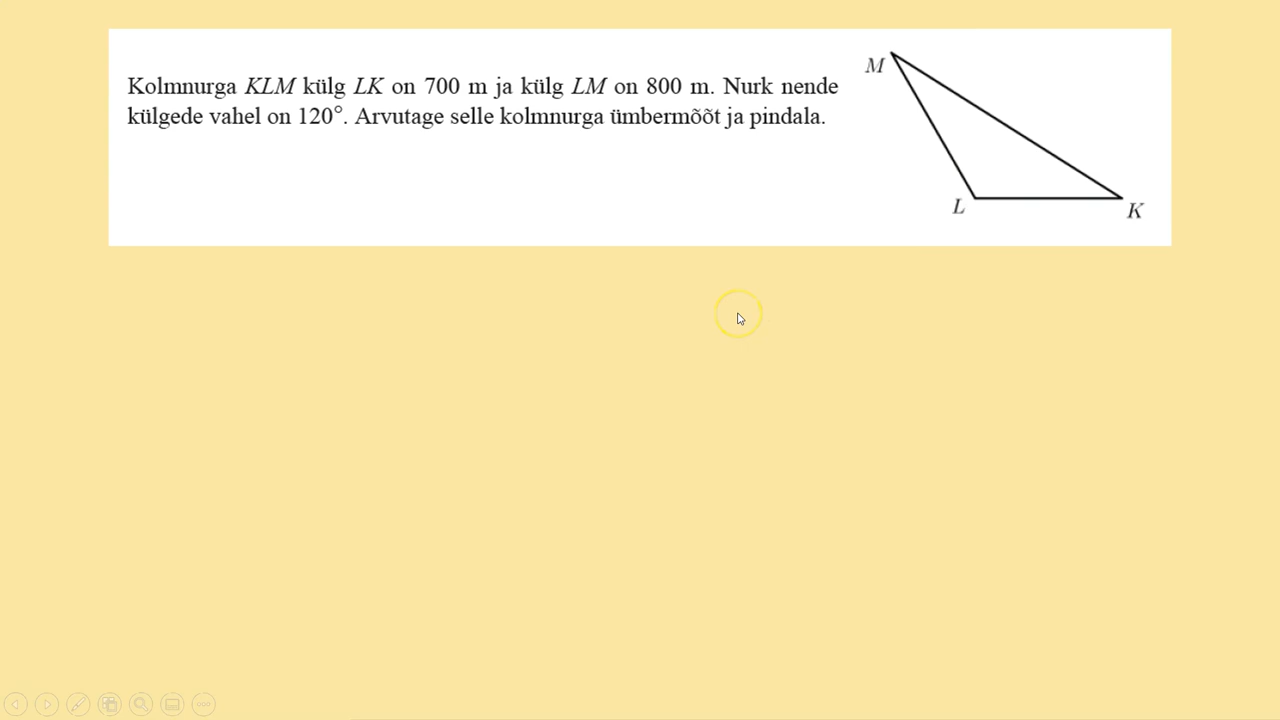 Kolmnurga KLM külg LK on 700 m ja külg LM on 800 m. Nurk nende
külgede vahel on 120°. Arvutage selle kolmnurga ümbermõõt ja pindala.
M
L
K